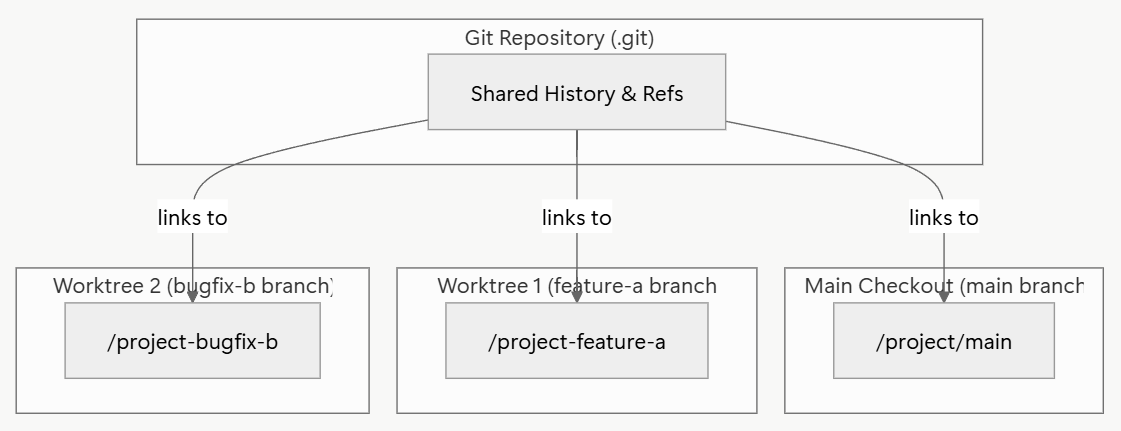 Git Repository (.git)
Shared History & Refs
links to
links to
links to
Worktree 2 (bugfix-b branch)
Worktree 1 (feature-a branch
Main Checkout (main branch
/project-bugfix-b
/project-feature-a
/project/main